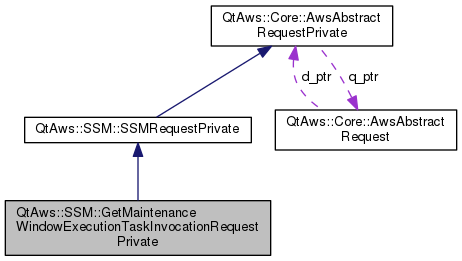 QtAws::Core::AwsAbstract
RequestPrivate
d_ptr
q_ptr
QtAws::SSM::SSMRequestPrivate
QtAws::Core::AwsAbstract
Request
QtAws::SSM::GetMaintenance
WindowExecutionTaskInvocationRequest
Private